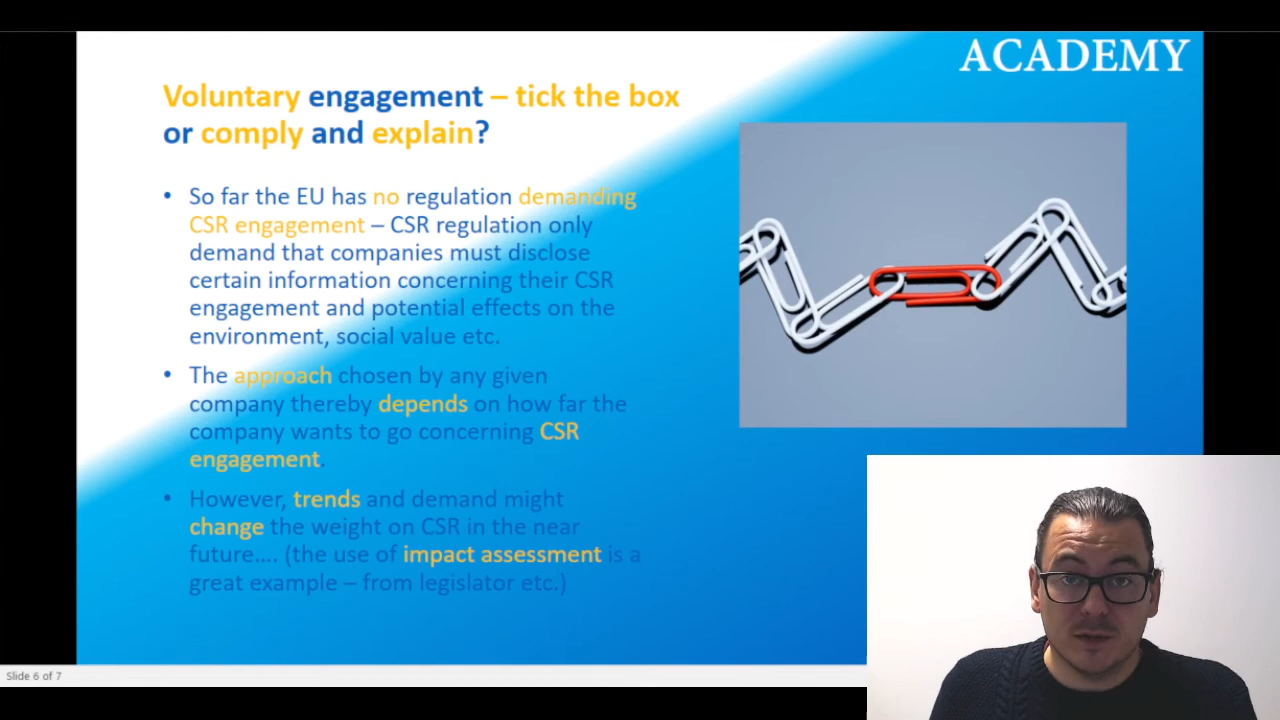 ACADEMY
Voluntary engagement – tick the box
or comply and explain?
• So far the EU has no regulation demanding
CSR engagement – CSR regulation only
demand that companies must disclose
certain information concerning their CSR
engagement and potential effects on the
environment, social value etc.
• The approach chosen by any given
company thereby depends on how far the
company wants to go concerning CSR
engagement.
• However, trends and demand might
change the weight on CSR in the near
future…. (the use of impact assessment is a
great example – from legislator etc.)
Slide 6 of 7